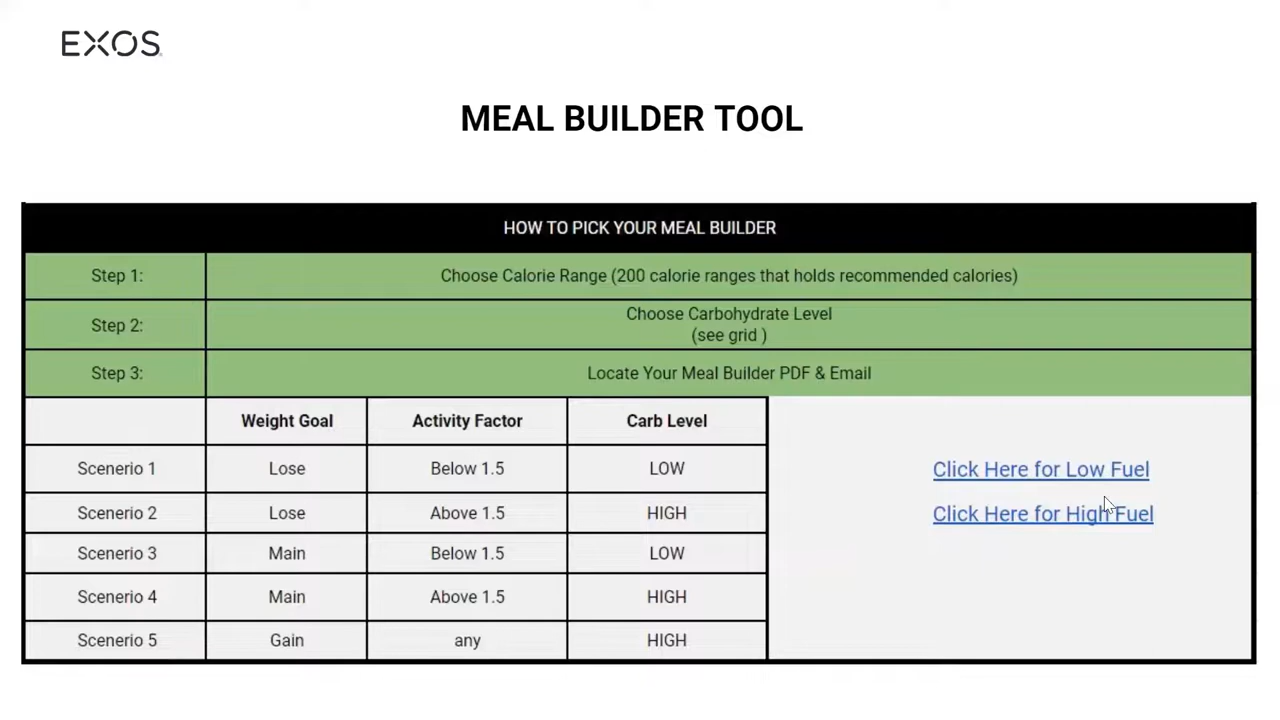 EXOS
MEAL BUILDER TOOL
HOW TO PICK YOUR MEAL BUILDER
Step 1: Choose Calorie Range (200 calorie ranges that holds recommended calories)
Step 2: Choose Carbohydrate Level
(see grid )
Step 3: Locate Your Meal Builder PDF & Email
Weight Goal Activity Factor Carb Level
Scenerio 1 Lose Below 1.5 LOW Click Here for Low Fuel
Scenerio 2 Lose Above 1.5 HIGH Click Here for High Fuel
Scenerio 3 Main Below 1.5 LOW
Scenerio 4 Main Above 1.5 HIGH
Scenerio 5 Gain any HIGH